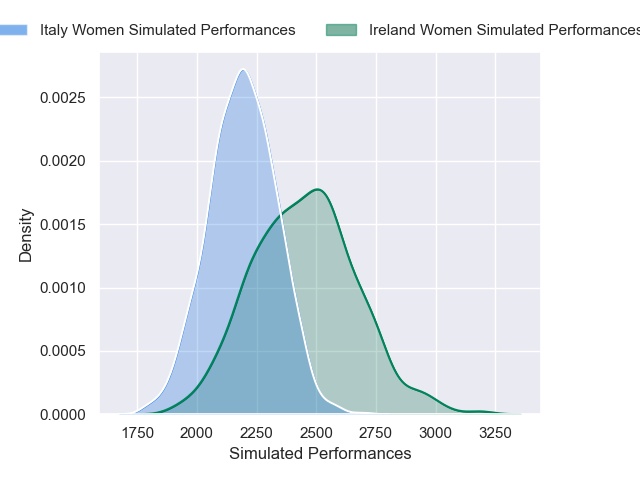 Italy Women Simulated Performances
Ireland Women Simulated Performances
0.0025
0.0020
0.0015
0.0010
0.0005
0.0000
Density
1750 2000 2250 2500 2750 3000 3250
Simulated Performances